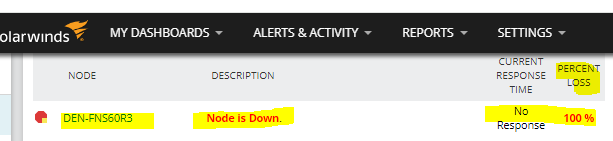 olarwinds MY DASHBOARDS ALERTS & ACTIVITY REPORTS SETTINGS
NODE DESCRIPTION CURRENT RESPONSE TIME PERCENT LOSS
DEN-FNS60R3 Node is Down. No Response 100 %